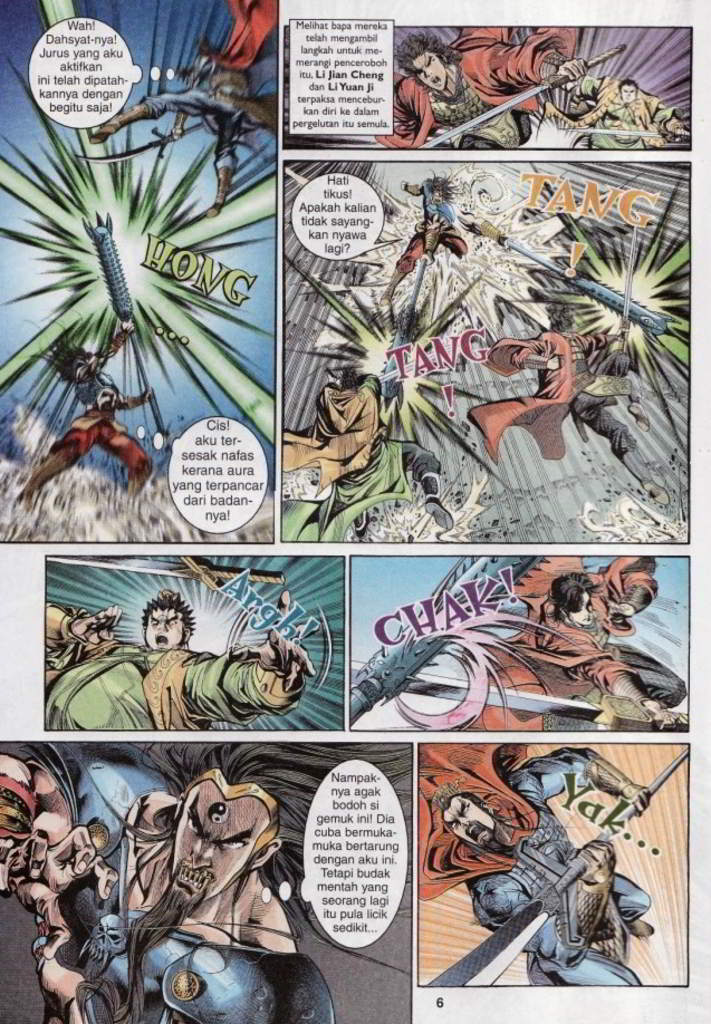 Wah!
Dahsyat-nya!
Jurus yang aku
aktifkan
ini telah dipatah-
kannya dengan
begitu saja!
HONG
...
Cis!
aku ter-
sesak nafas
kerana aura
yang terpancar
dari badan-
nya!
Melihat bapa mereka
telah mengambil
langkah untuk me-
merangi penceroboh
itu, Li Jian Cheng
dan Li Yuan Ji
terpaksa mencebur-
kan diri ke dalam
pergelutan itu semula.
Hati
tikus!
Apakah kalian
tidak sayang-
kan nyawa
lagi?
TANG
!
TANG
!
Argh!
CHAK!
Nampak-
nya agak
bodoh si
gemuk ini! Dia
cuba bermuka-
muka bertarung
dengan aku ini.
Tetapi budak
mentah yang
seorang lagi
itu pula licik
sedikit...
Yak...
6